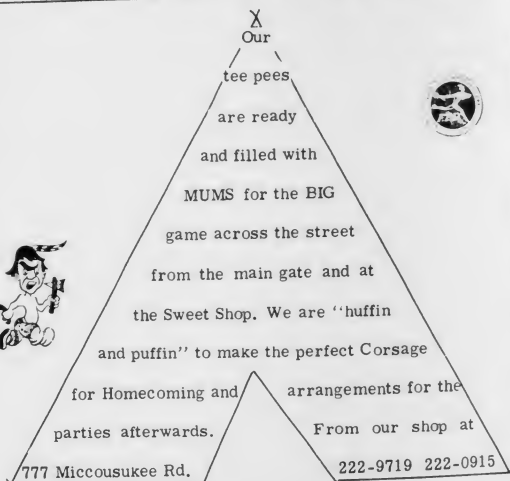 Our
tee pees
are ready
and filled with
MUMS for the BIG
game across the street
from the main gate and at
the Sweet Shop. We are "huffin
and puffin" to make the perfect Corsage
for Homecoming and arrangements for the
parties afterwards. From our shop at
777 Miccousukee Rd. 222-9719 222-0915